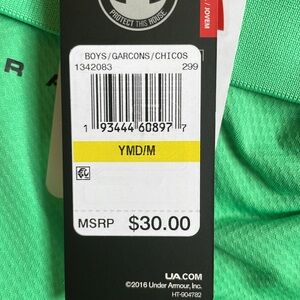 PROTECT THIS HOUSE
/ JOVEM
BOYS/GARCONS/CHICOS
1342083 299
R A
1 93444 60897 7
YMD/M
MSRP $30.00
UA.COM
©2016 Under Armour, Inc.
HT-904782